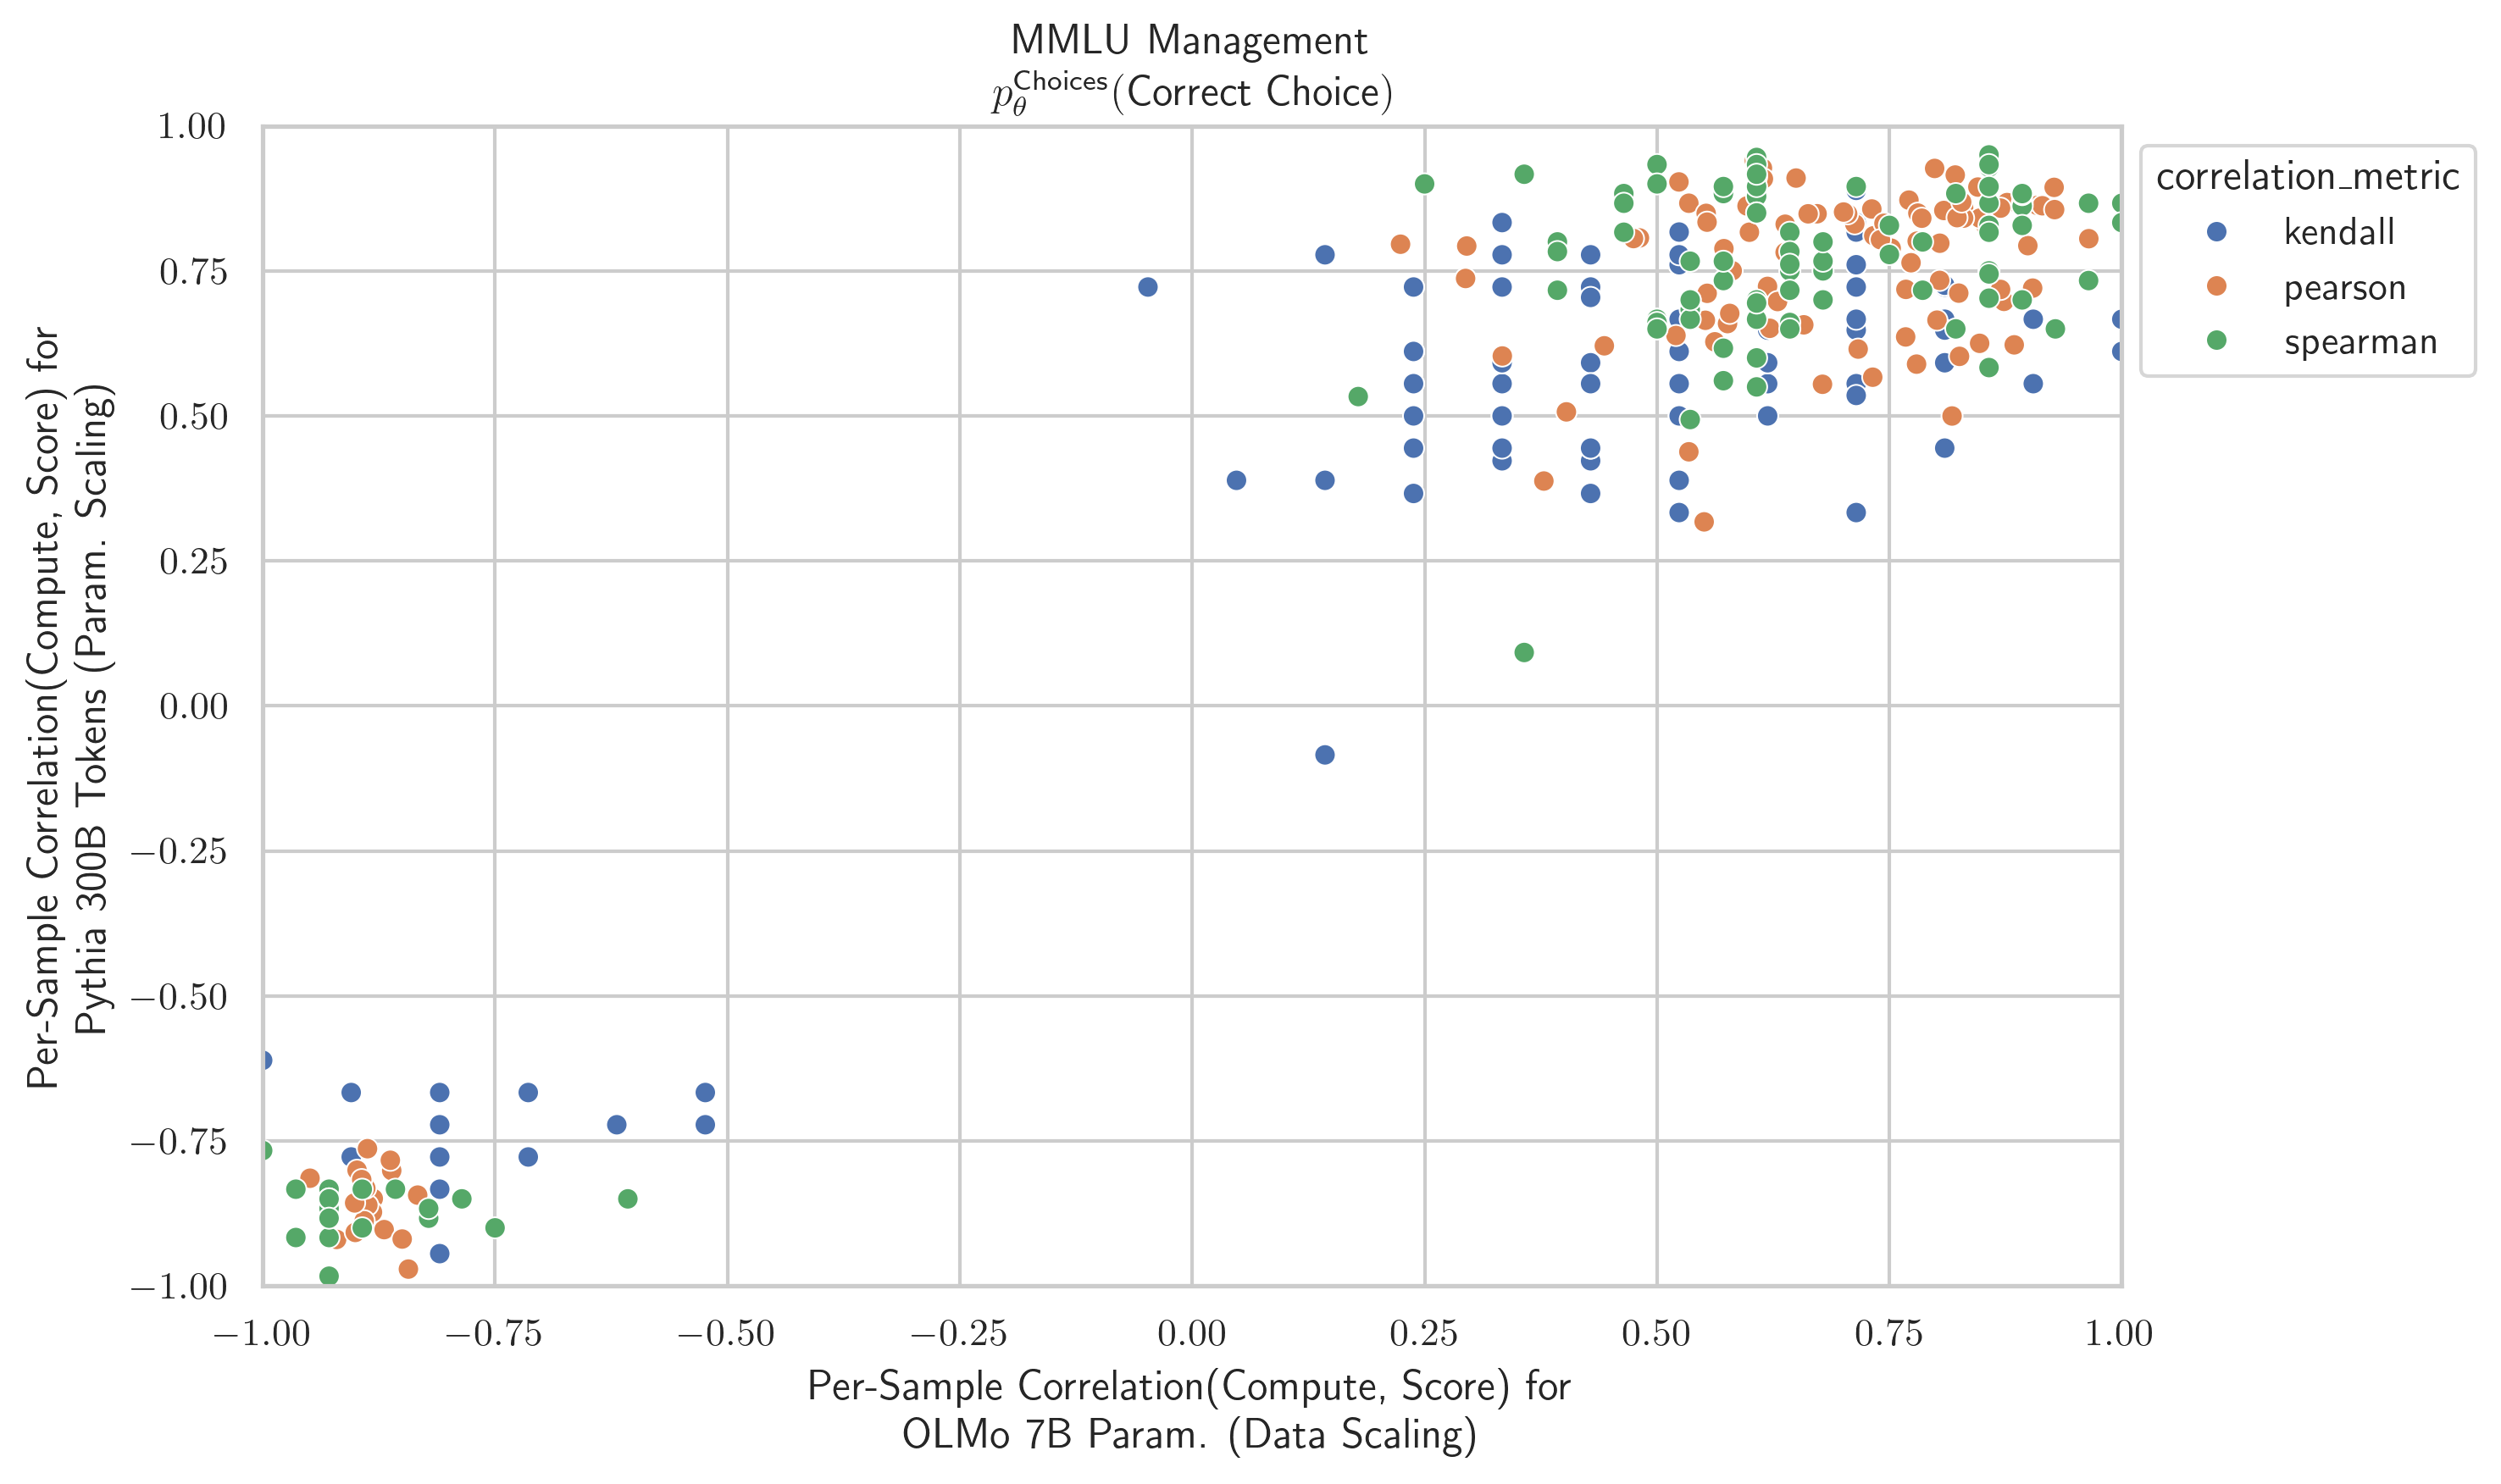 MMLU Management
p_θ^Choices(Correct Choice)
1.00
0.75
0.50
0.25
0.00
−0.25
−0.50
−0.75
−1.00
Per-Sample Correlation(Compute, Score) for
Pythia 300B Tokens (Param. Scaling)
−1.00
−0.75
−0.50
−0.25
0.00
0.25
0.50
0.75
1.00
Per-Sample Correlation(Compute, Score) for
OLMo 7B Param. (Data Scaling)
correlation_metric
kendall
pearson
spearman